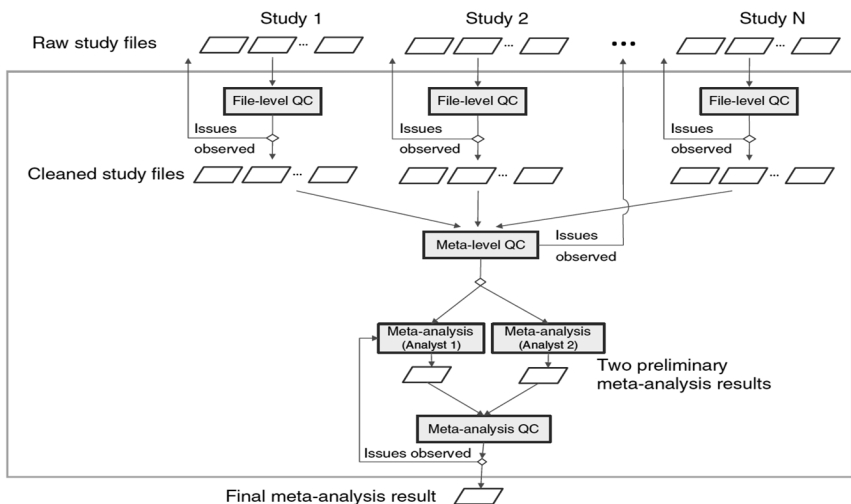 Study 1
Study 2
Study N
Raw study files
...
...
...
...
File-level QC
File-level QC
File-level QC
Issues
observed
Issues
observed
Issues
observed
Cleaned study files
...
...
...
Meta-level QC
Issues
observed
Meta-analysis
(Analyst 1)
Meta-analysis
(Analyst 2)
Two preliminary
meta-analysis results
Meta-analysis QC
Issues observed
Final meta-analysis result